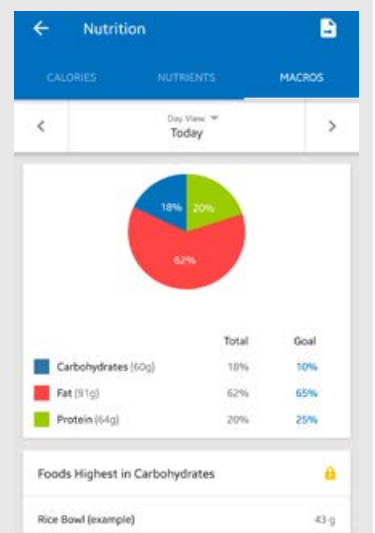 Nutrition
CALORIES NUTRIENTS MACROS
Day View
Today
18% 20%
62%
Total Goal
Carbohydrates (60g) 18% 10%
Fat (91g) 62% 65%
Protein (64g) 20% 25%
Foods Highest in Carbohydrates
Rice Bowl (example) 43 g